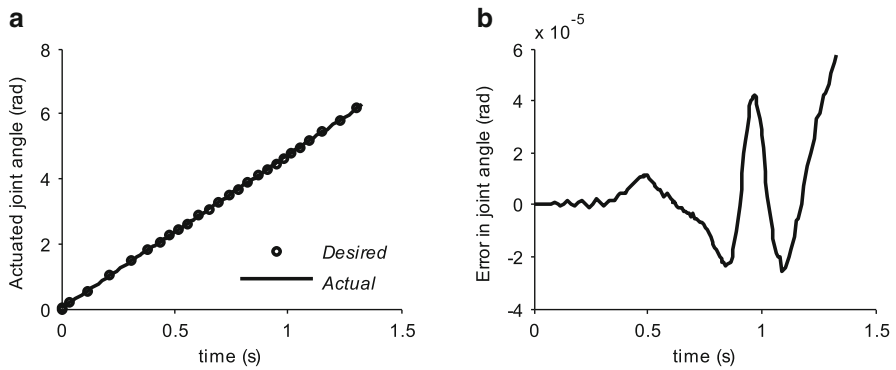 a
8
6
4
2
0
0
0.5
1
1.5
Actuated joint angle (rad)
time (s)
Desired
Actual
b
x 10^-5
6
4
2
0
-2
-4
0
0.5
1
1.5
Error in joint angle (rad)
time (s)